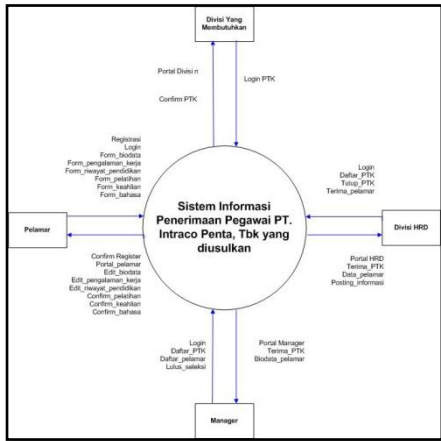 Divisi Yang
Membutuhkan
Portal Divisi n
Login PTK
Confirm PTK
Registrasi
Login
Form_biodata
Form_pengalaman_kerja
Form_riwayat_pendidikan
Form_pelatihan
Form_keahlian
Form_bahasa
Login
Daftar_PTK
Tutup_PTK
Terima_pelamar
Sistem Informasi
Penerimaan Pegawai PT.
Intraco Penta, Tbk yang
diusulkan
Pelamar
Divisi HRD
Confirm Register
Portal_pelamar
Edit_biodata
Edit_pengalaman_kerja
Edit_riwayat_pendidikan
Confirm_pelatihan
Confirm_keahlian
Confirm_bahasa
Portal HRD
Terima_PTK
Data_pelamar
Posting_informasi
Login
Daftar_PTK
Daftar_pelamar
Lulus_seleksi
Portal Manager
Terima_PTK
Biodata_pelamar
Manager